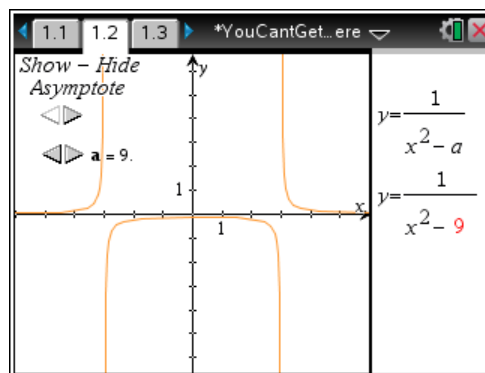 1.1 1.2 1.3 *YouCantGet...ere
Show – Hide
Asymptote
a = 9.
y
1
x
1
y=1/(x²-a)
y=1/(x²-9)